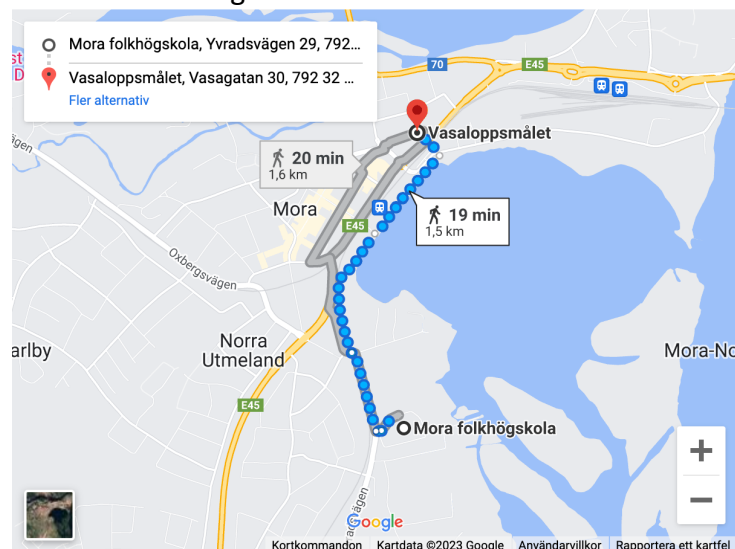 Mora folkhögskola, Yvradsvägen 29, 792...
Vasaloppsmålet, Vasagatan 30, 792 32 ...
Fler alternativ
70
E45
Vasaloppsmålet
20 min
1,6 km
19 min
1,5 km
Mora
E45
Oxbergsvägen
Norra
Utmeland
arlby
Mora-No
E45
Mora folkhögskola
Google
Kortkommandon
Kartdata ©2023 Google
Användarvillkor
Rapportera ett kartfel